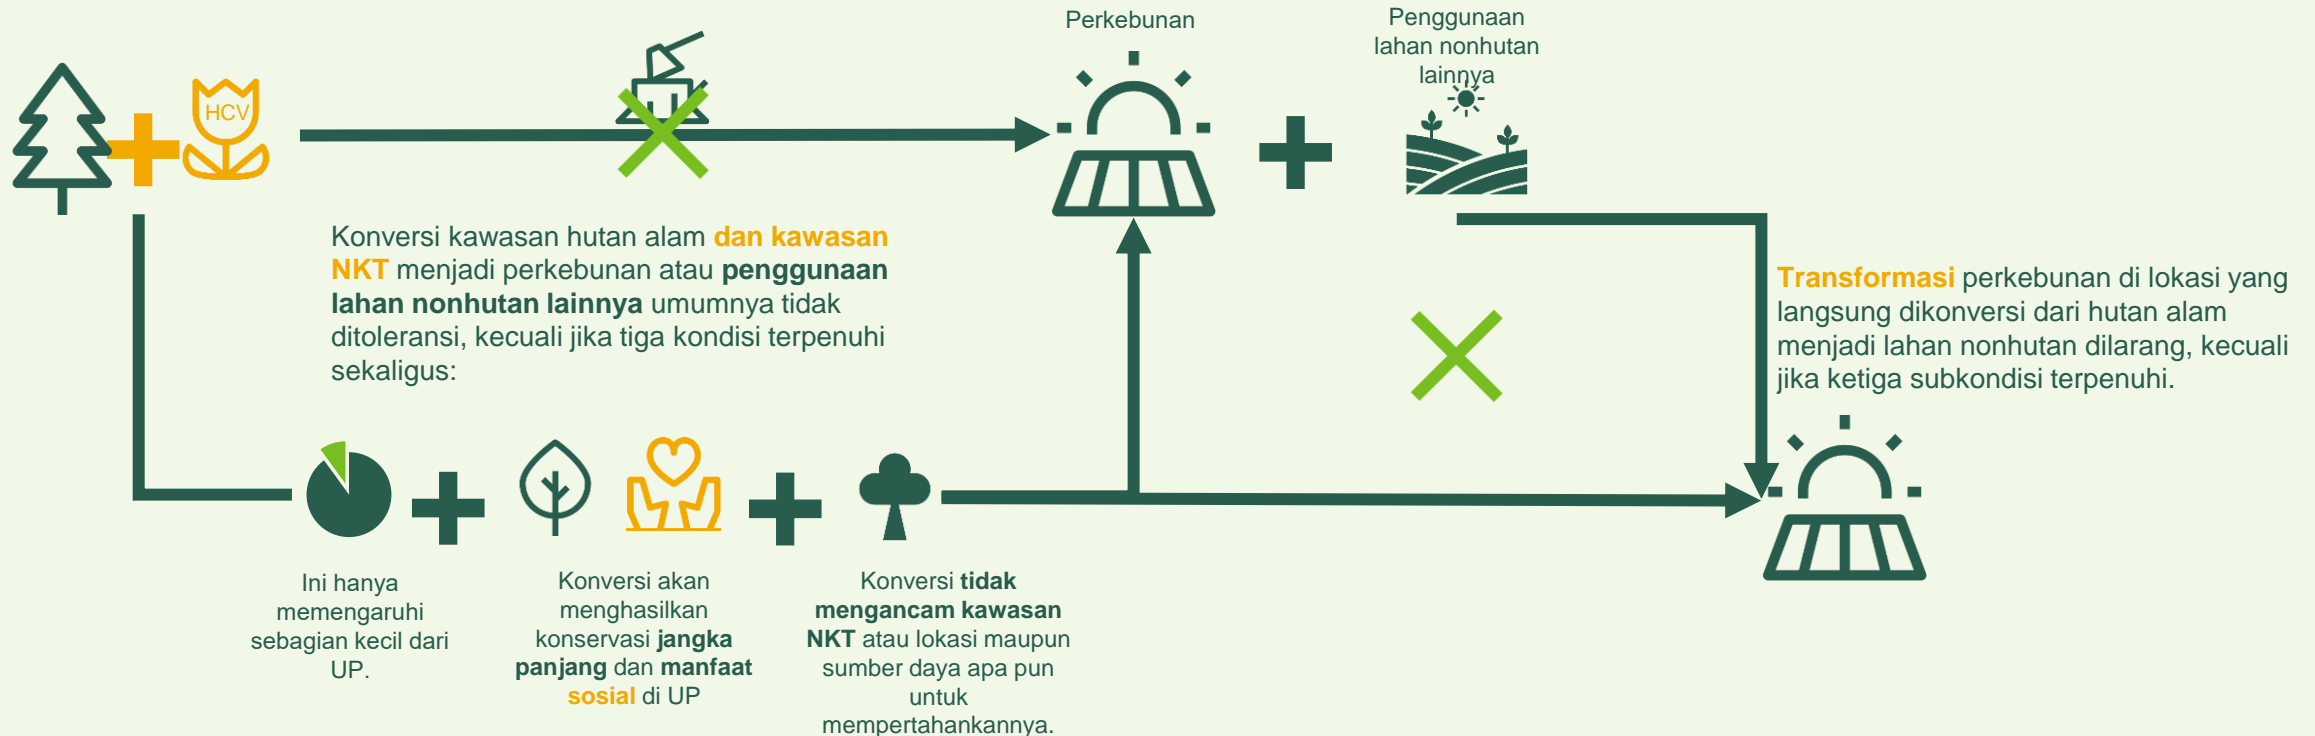 Perkebunan
Penggunaan
lahan nonhutan
lainnya
HCV
Konversi kawasan hutan alam dan kawasan
NKT menjadi perkebunan atau penggunaan
lahan nonhutan lainnya umumnya tidak
ditoleransi, kecuali jika tiga kondisi terpenuhi
sekaligus:
Transformasi perkebunan di lokasi yang
langsung dikonversi dari hutan alam
menjadi lahan nonhutan dilarang, kecuali
jika ketiga subkondisi terpenuhi.
Ini hanya
memengaruhi
sebagian kecil dari
UP.
Konversi akan
menghasilkan
konservasi jangka
panjang dan manfaat
sosial di UP
Konversi tidak
mengancam kawasan
NKT atau lokasi maupun
sumber daya apa pun
untuk
mempertahankannya.